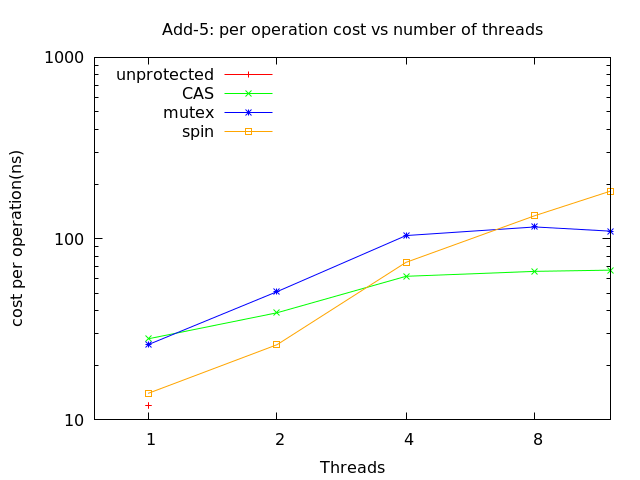 Add-5: per operation cost vs number of threads
1000
unprotected
CAS
mutex
spin
cost per operation(ns)
100
10
1 2 4 8
Threads